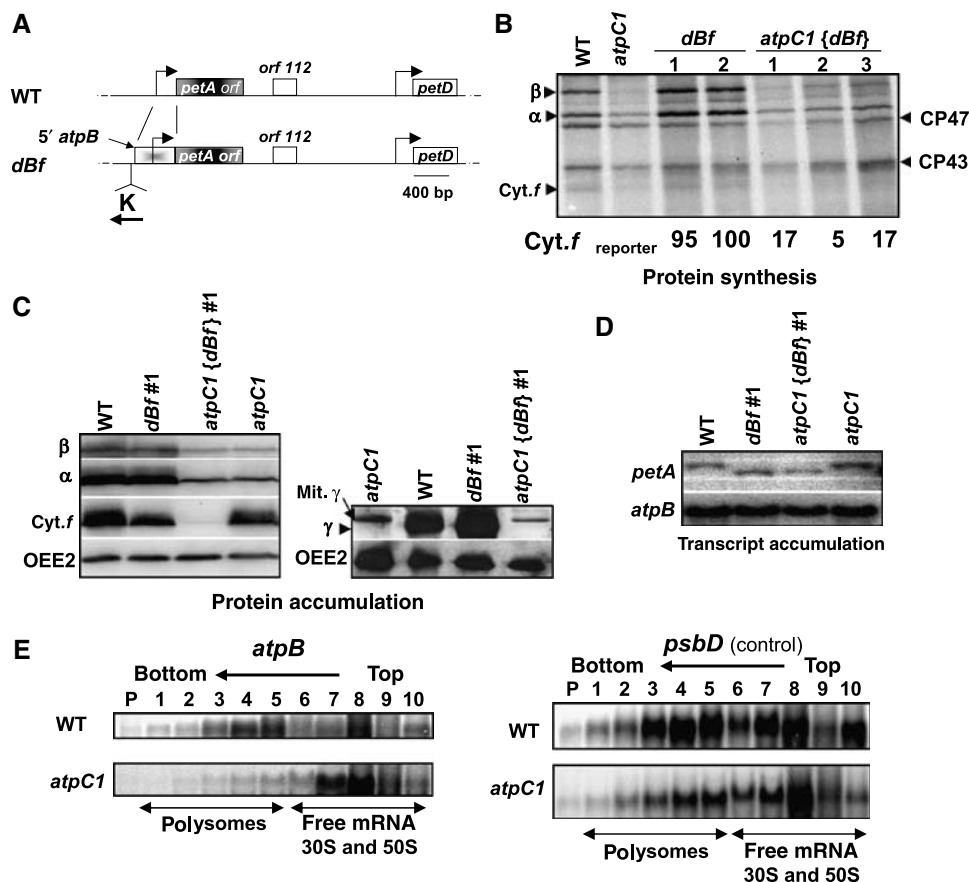 A
WT
petA orf
orf 112
petD
5′ atpB
dBf
petA orf
orf 112
petD
K
400 bp
B
WT
atpC1
dBf
atpC1 {dBf}
1 2 1 2 3
β
α
Cyt.f
CP47
CP43
Cyt.f reporter 95 100 17 5 17
Protein synthesis
C
WT
dBf #1
atpC1 {dBf} #1
atpC1
β
α
Cyt.f
OEE2
atpC1
WT
dBf #1
atpC1 {dBf} #1
Mit. γ
γ
OEE2
Protein accumulation
D
WT
dBf #1
atpC1 {dBf} #1
atpC1
petA
atpB
Transcript accumulation
E
atpB
Bottom Top
P 1 2 3 4 5 6 7 8 9 10
WT
atpC1
Polysomes Free mRNA
30S and 50S
psbD (control)
Bottom Top
P 1 2 3 4 5 6 7 8 9 10
WT
atpC1
Polysomes Free mRNA
30S and 50S